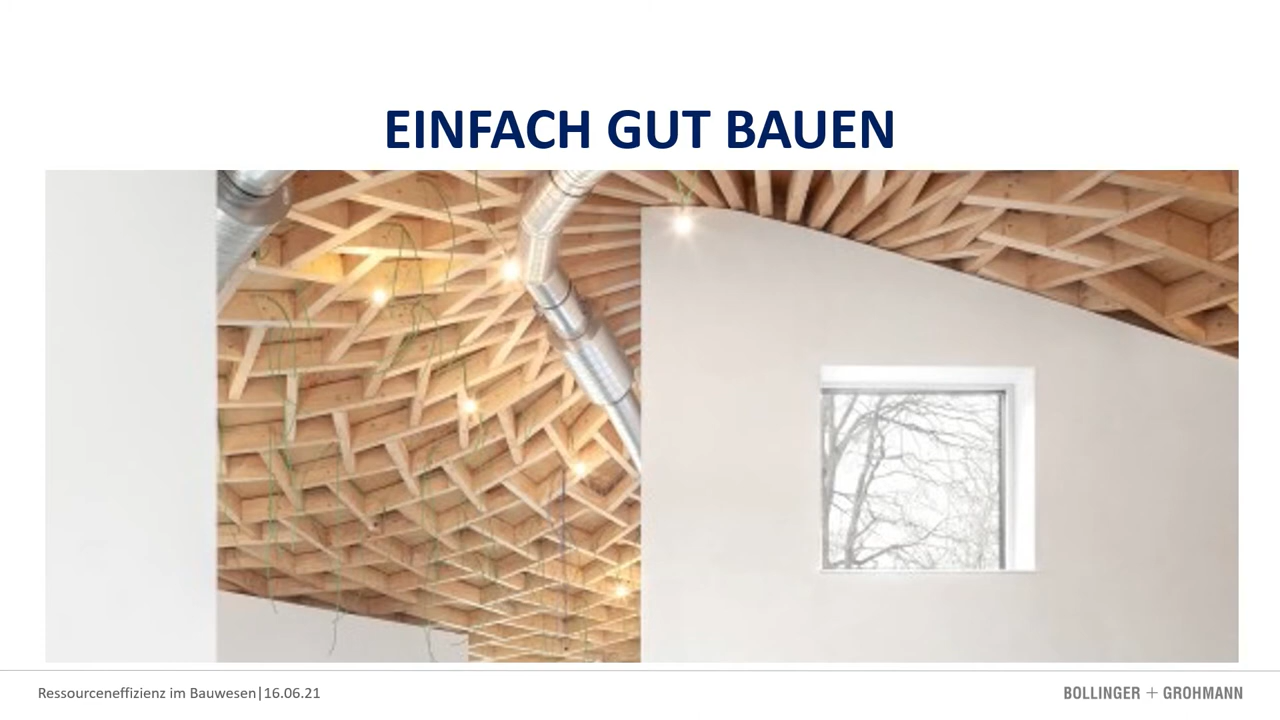 EINFACH GUT BAUEN
Ressourceneffizienz im Bauwesen|16.06.21
BOLLINGER + GROHMANN